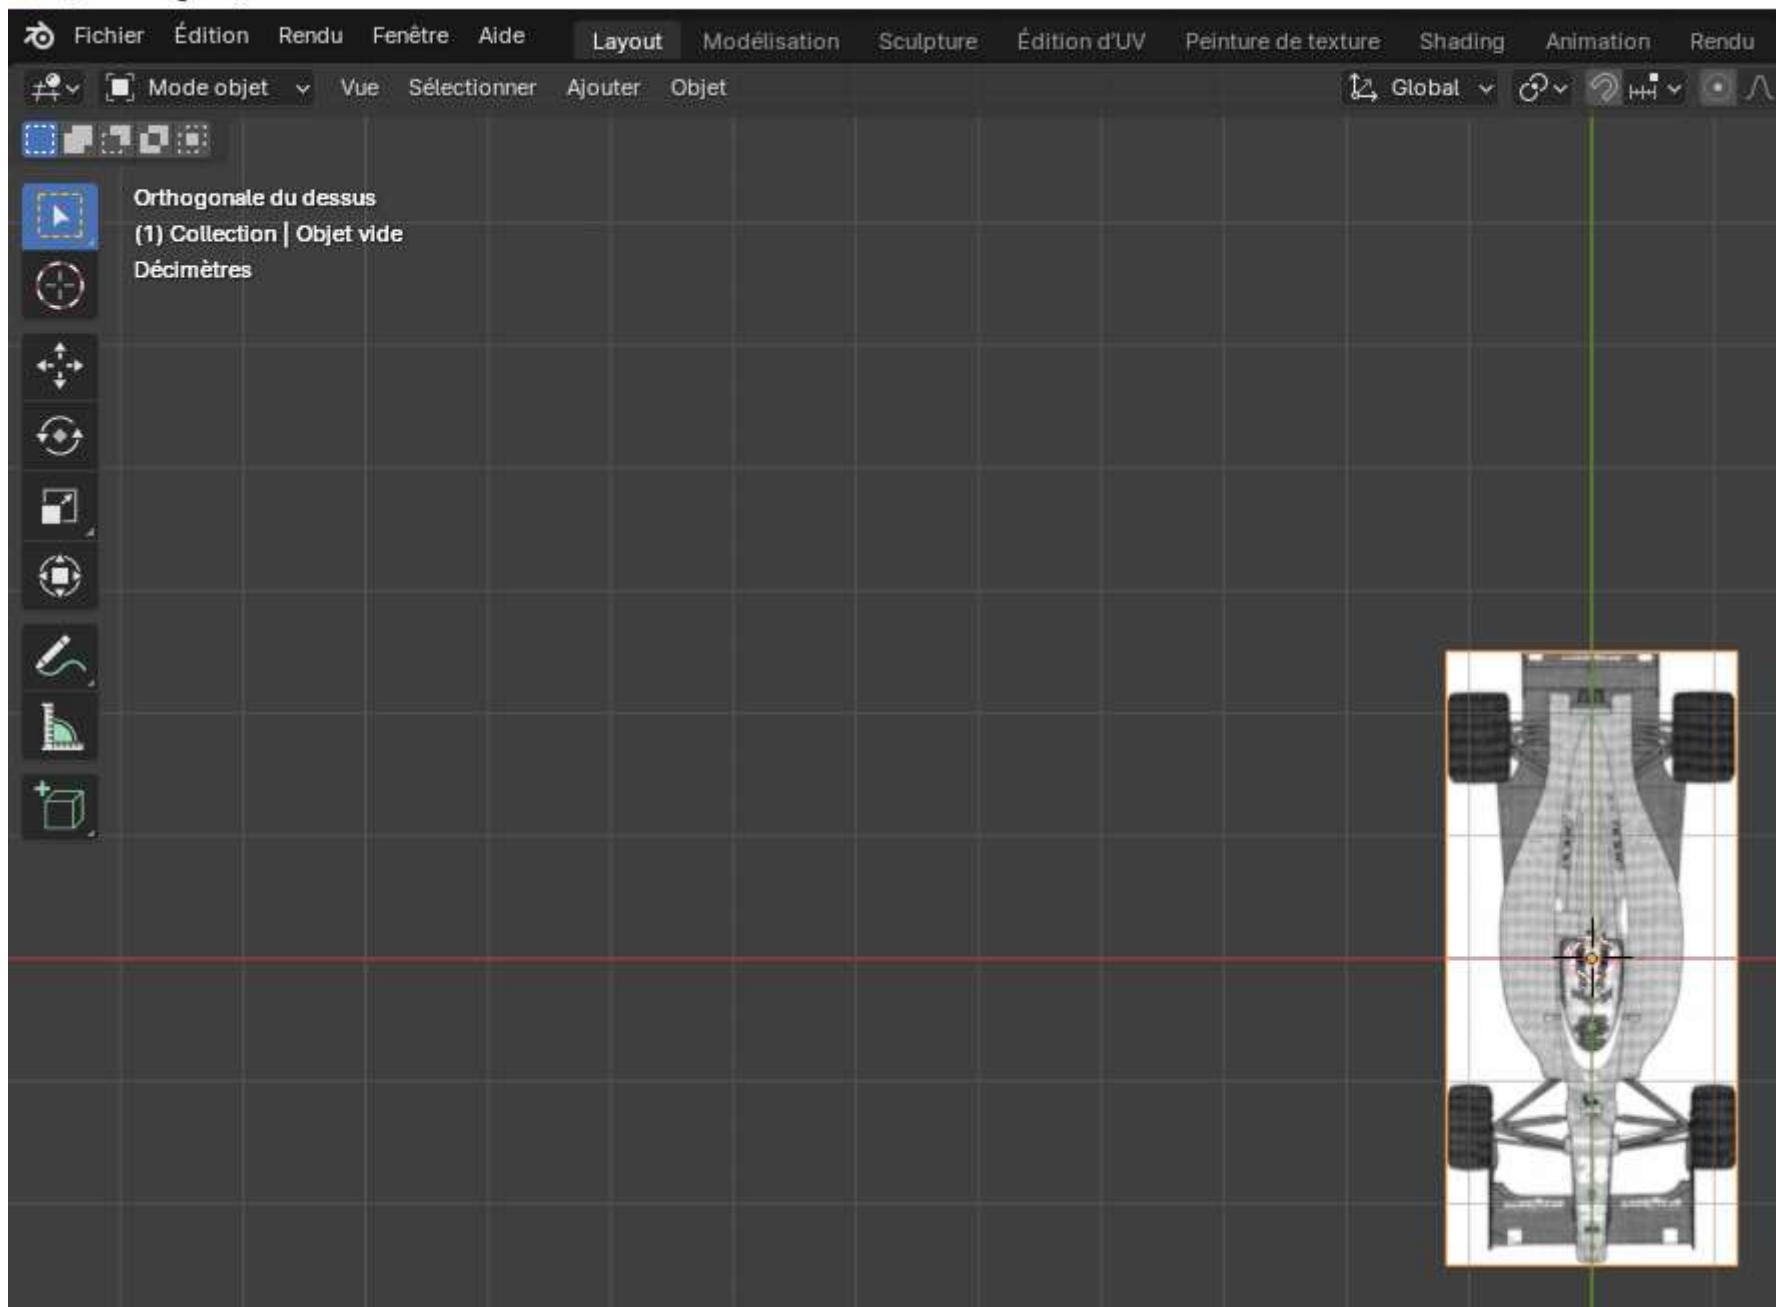 Fichier Édition Rendu Fenêtre Aide Layout Modélisation Sculpture Édition d'UV Peinture de texture Shading Animation Rendu
Mode objet Vue Sélectionner Ajouter Objet Global
Orthogonale du dessus
(1) Collection | Objet vide
Décimètres